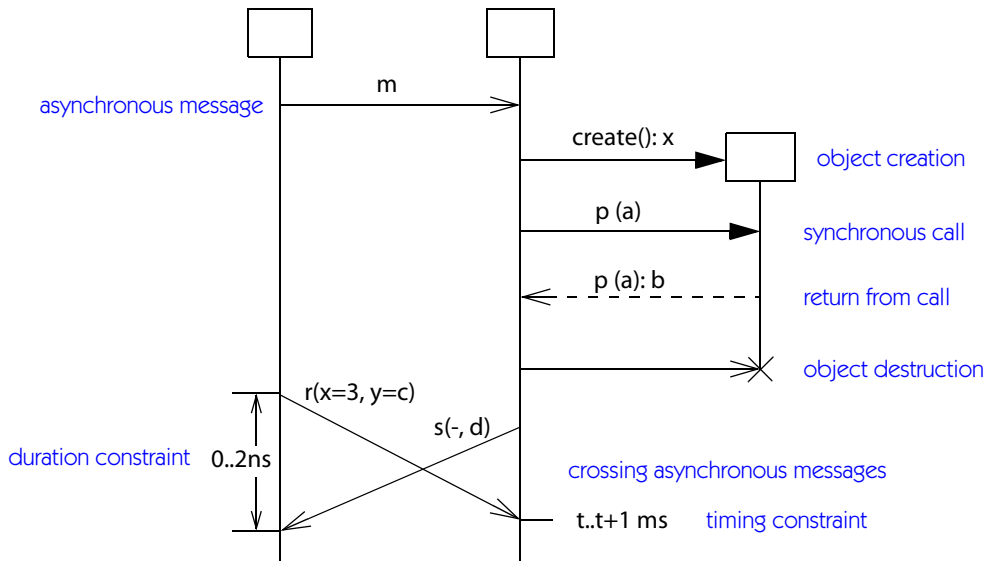 m
asynchronous message
create(): x
object creation
p (a)
synchronous call
p (a): b
return from call
object destruction
r(x=3, y=c)
s(-, d)
duration constraint 0..2ns
crossing asynchronous messages
t..t+1 ms timing constraint